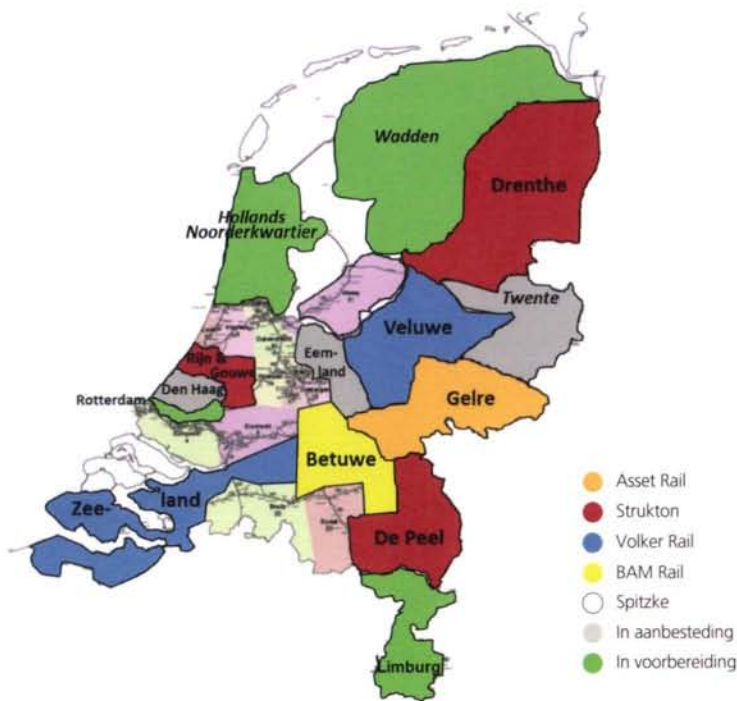 Wadden
Drenthe
Hollands
Noorderkwartier
Twente
Veluwe
Eem-
land
Rijn &
Gouwe
Den Haag
Rotterdam
Gelre
Betuwe
Zee-
land
De Peel
Limburg
Asset Rail
Strukton
Volker Rail
BAM Rail
Spitzke
In aanbesteding
In voorbereiding